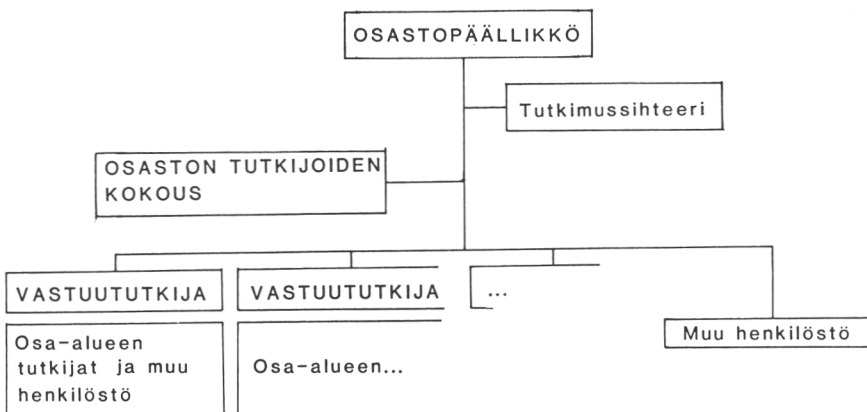 OSASTOPÄÄLLIKKÖ
Tutkimussihteeri
OSASTON TUTKIJOIDEN
KOKOUS
VASTUUTUTKIJA
VASTUUTUTKIJA
...
Muu henkilöstö
Osa-alueen
tutkijat ja muu
henkilöstö
Osa-alueen...